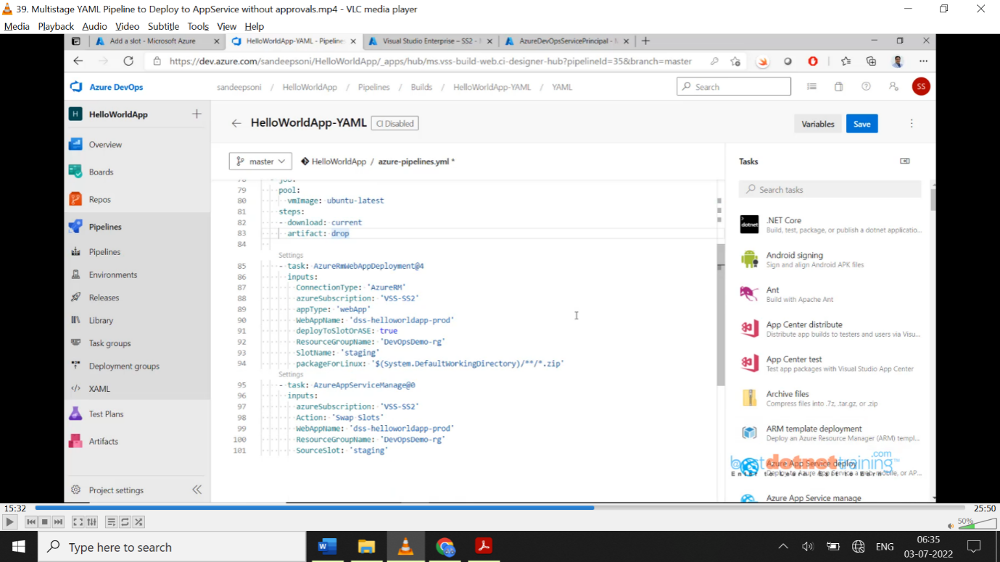 39. Multistage YAML Pipeline to Deploy to AppService without approvals.mp4 - VLC media player
Media Playback Audio Video Subtitle Tools View Help
Add a slot - Microsoft Azure
HelloWorldApp-YAML - Pipeline
Visual Studio Enterprise – SS2 -
AzureDevOpsServicePrincipal -
https://dev.azure.com/sandeepsoni/HelloWorldApp/_apps/hub/ms.vss-build-web.ci-designer-hub?pipelineId=35&branch=master
Azure DevOps
sandeepsoni / HelloWorldApp / Pipelines / Builds / HelloWorldApp-YAML / YAML
Search
SS
H HelloWorldApp
HelloWorldApp-YAML
CI Disabled
Variables
Save
Overview
Boards
Repos
Pipelines
Pipelines
Environments
Releases
Library
Task groups
Deployment groups
XAML
Test Plans
Artifacts
Project settings
master
HelloWorldApp / azure-pipelines.yml *
78 - job:
79 pool:
80 vmImage: ubuntu-latest
81 steps:
82 - download: current
83 artifact: drop
84
Settings
85 - task: AzureRmWebAppDeployment@4
86 inputs:
87 ConnectionType: 'AzureRM'
88 azureSubscription: 'VSS-SS2'
89 appType: 'webApp'
90 WebAppName: 'dss-helloworldapp-prod'
91 deployToSlotOrASE: true
92 ResourceGroupName: 'DevOpsDemo-rg'
93 SlotName: 'staging'
94 packageForLinux: '$(System.DefaultWorkingDirectory)/**/*.zip'
Settings
95 - task: AzureAppServiceManage@0
96 inputs:
97 azureSubscription: 'VSS-SS2'
98 Action: 'Swap Slots'
99 WebAppName: 'dss-helloworldapp-prod'
100 ResourceGroupName: 'DevOpsDemo-rg'
101 SourceSlot: 'staging'
Tasks
Search tasks
dotnet
.NET Core
Build, test, package, or publish a dotnet applicatio...
Android signing
Sign and align Android APK files
Ant
Build with Apache Ant
App Center distribute
Distribute app builds to testers and users via Visu...
App Center test
Test app packages with Visual Studio App Center
Archive files
Compress files into .7z, .tar.gz, or .zip
ARM template deployment
Deploy an Azure Resource Manager (ARM) templ...
Azure App Service deploy
Deploy to Azure App Service a web, mobile, or AP...
bestdotnettraining.com™
Enter to Learn, Exit to Earn
Azure App Service manage
15:32
25:50
50%
Type here to search
W
ENG
06:35
03-07-2022